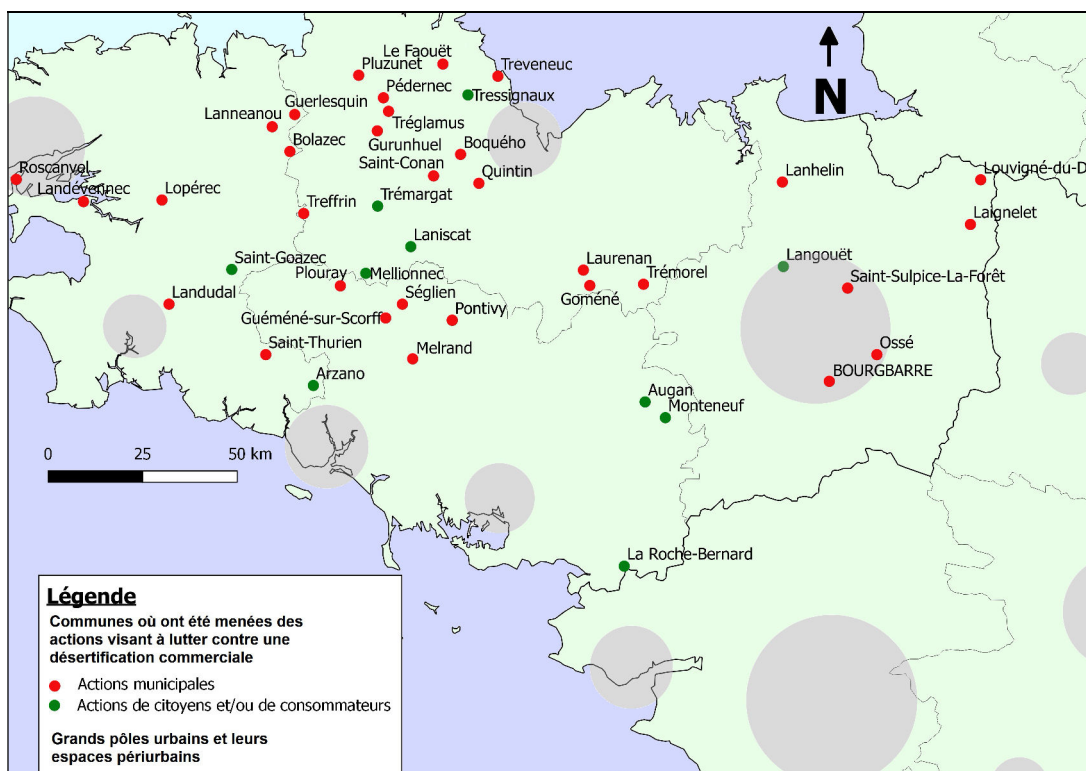 Le Faouët
Pluzunet
Treveneuc
Pédernec
Tressignaux
Guerlesquin
Lanneanou
Tréglamus
Gurunhuel
Bolazec
Boquého
Saint-Conan
Quintin
Roscanvel
Landévennec
Lopérec
Trémargat
Treffrin
Laniscat
Saint-Goazec
Mellionnec
Plouray
Landudal
Séglien
Guéméné-sur-Scorff
Pontivy
Saint-Thurien
Melrand
Arzano
N
Lanhelin
Louvigné-du-D
Laignelet
Laurenan
Trémorel
Goméné
Langouët
Saint-Sulpice-La-Forêt
Ossé
BOURGBARRE
Augan
Monteneuf
La Roche-Bernard
0 25 50 km
Légende
Communes où ont été menées des
actions visant à lutter contre une
désertification commerciale
Actions municipales
Actions de citoyens et/ou de consommateurs
Grands pôles urbains et leurs
espaces périurbains